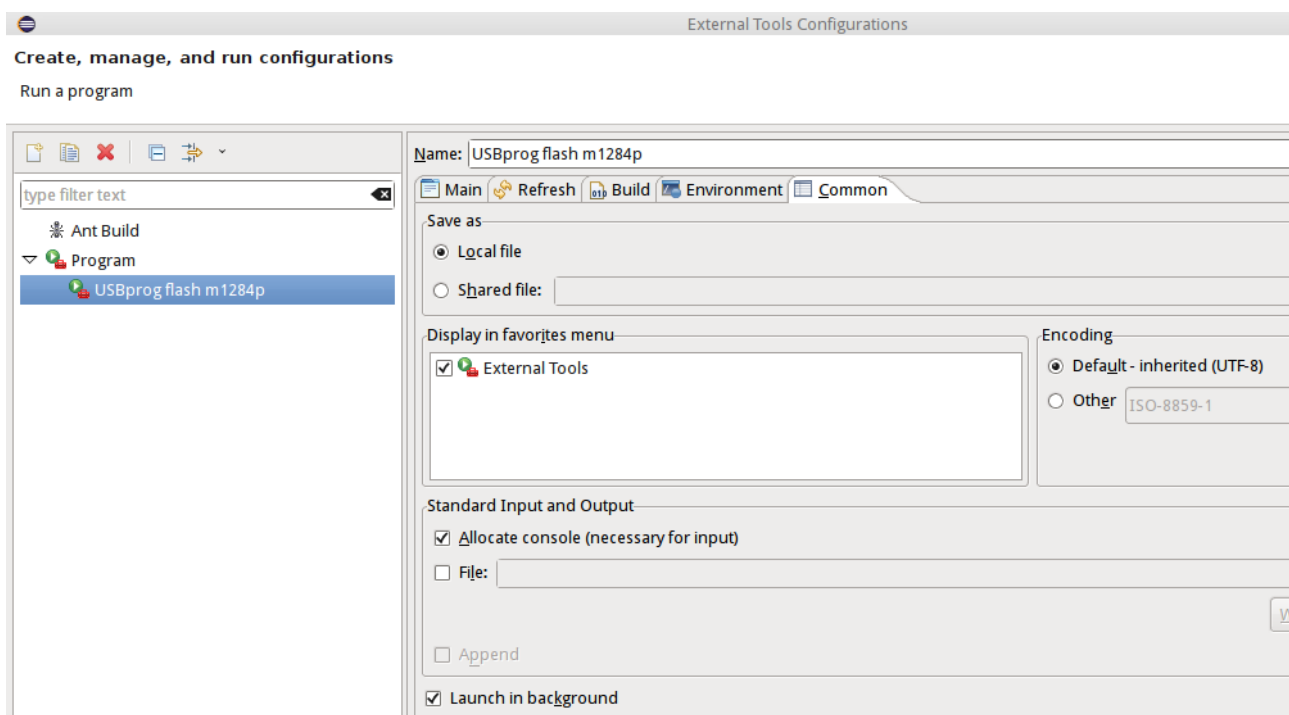 External Tools Configurations
Create, manage, and run configurations
Run a program
type filter text
Ant Build
Program
USBprog flash m1284p
Name: USBprog flash m1284p
Main Refresh Build Environment Common
Save as
Local file
Shared file:
Display in favorites menu
External Tools
Encoding
Default - inherited (UTF-8)
Other ISO-8859-1
Standard Input and Output
Allocate console (necessary for input)
File:
Append
Launch in background